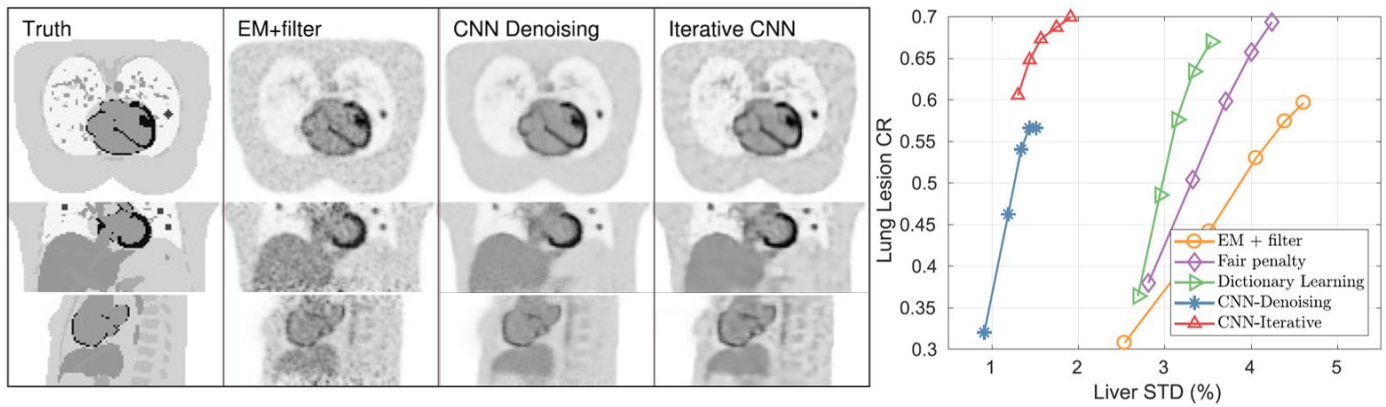 Truth
EM+filter
CNN Denoising
Iterative CNN
Lung Lesion CR
0.7
0.65
0.6
0.55
0.5
0.45
0.4
0.35
0.3
EM + filter
Fair penalty
Dictionary Learning
CNN-Denoising
CNN-Iterative
1 2 3 4 5
Liver STD (%)